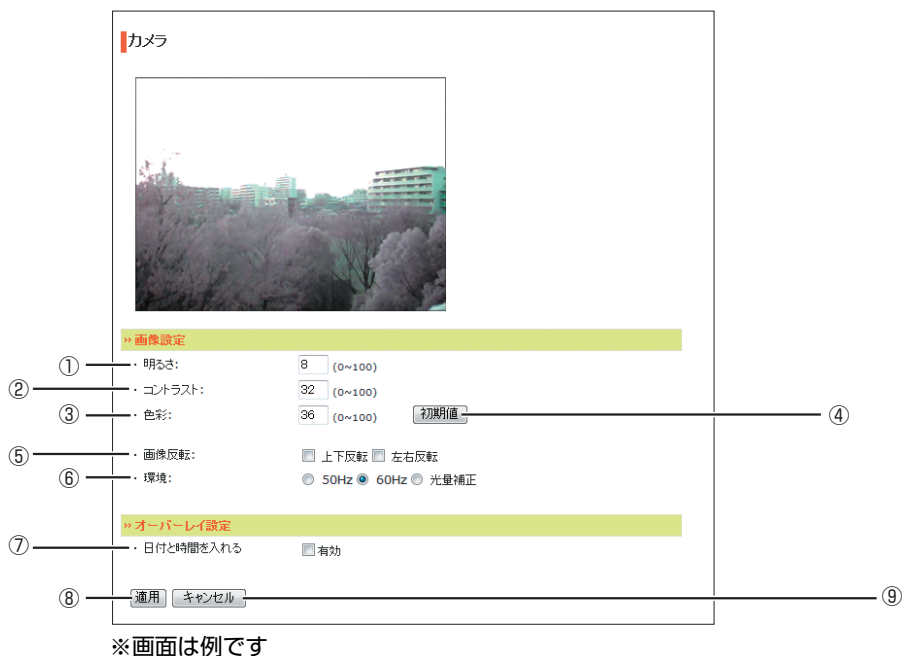 カメラ
» 画像設定
① ・ 明るさ: 8 (0~100)
② ・ コントラスト: 32 (0~100)
③ ・ 色彩: 36 (0~100) 初期値 ④
⑤ ・ 画像反転: 上下反転 左右反転
⑥ ・ 環境: 50Hz 60Hz 光量補正
» オーバーレイ設定
⑦ ・ 日付と時間を入れる 有効
⑧ 適用 キャンセル ⑨
※画面は例です